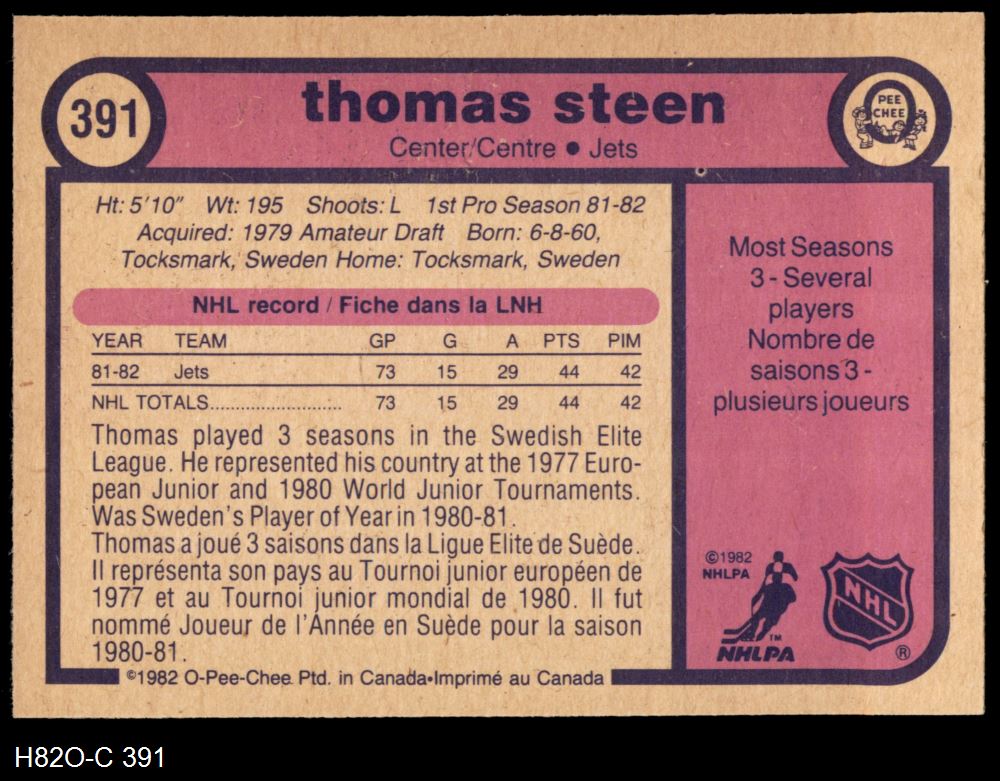 391
thomas steen
Center/Centre • Jets
PEE
CHEE
Ht: 5'10" Wt: 195 Shoots: L 1st Pro Season 81-82
Acquired: 1979 Amateur Draft Born: 6-8-60,
Tocksmark, Sweden Home: Tocksmark, Sweden
NHL record / Fiche dans la LNH
YEAR TEAM GP G A PTS PIM
81-82 Jets 73 15 29 44 42
NHL TOTALS........................... 73 15 29 44 42
Thomas played 3 seasons in the Swedish Elite
League. He represented his country at the 1977 Euro-
pean Junior and 1980 World Junior Tournaments.
Was Sweden's Player of Year in 1980-81.
Thomas a joué 3 saisons dans la Ligue Elite de Suède.
Il représenta son pays au Tournoi junior européen de
1977 et au Tournoi junior mondial de 1980. Il fut
nommé Joueur de l'Année en Suède pour la saison
1980-81.
©1982 O-Pee-Chee Ptd. in Canada•Imprimé au Canada
Most Seasons
3 - Several
players
Nombre de
saisons 3 -
plusieurs joueurs
©1982
NHLPA
TM
NHLPA
NHL
®
H82O-C 391